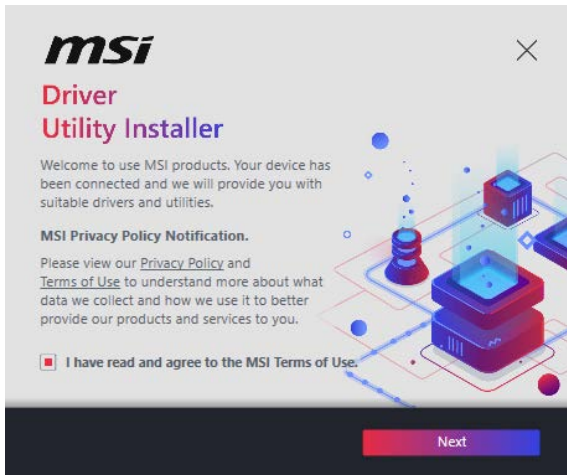 msi
Driver
Utility Installer
Welcome to use MSI products. Your device has
been connected and we will provide you with
suitable drivers and utilities.
MSI Privacy Policy Notification.
Please view our Privacy Policy and
Terms of Use to understand more about what
data we collect and how we use it to better
provide our products and services to you.
I have read and agree to the MSI Terms of Use.
Next